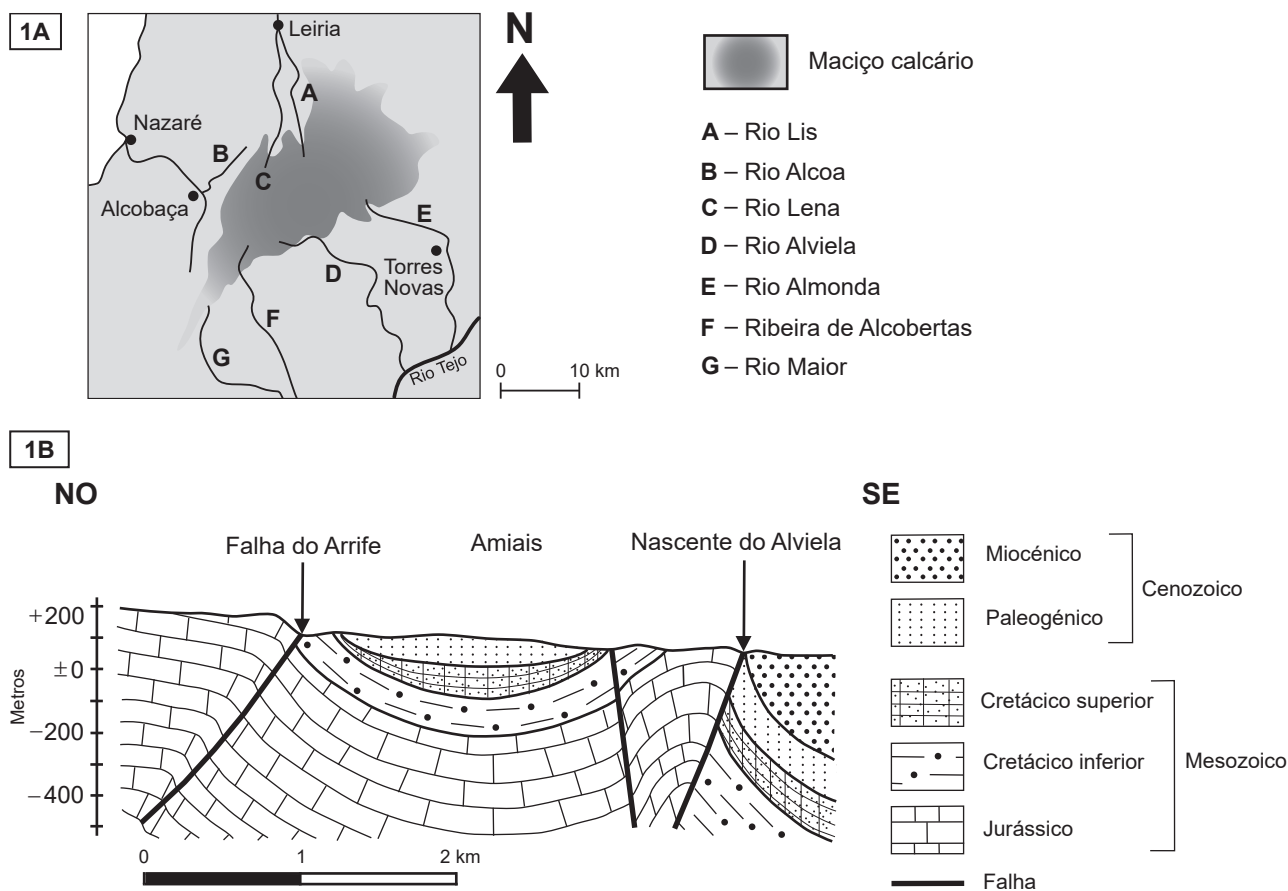 1A
Leiria
A
Nazaré
B
C
Alcobaça
E
D
Torres
Novas
F
G
Rio Tejo
N
0 10 km
Maciço calcário
A – Rio Lis
B – Rio Alcoa
C – Rio Lena
D – Rio Alviela
E – Rio Almonda
F – Ribeira de Alcobertas
G – Rio Maior
1B
NO
SE
Falha do Arrife
Amiais
Nascente do Alviela
Metros
+200
±0
−200
−400
0 1 2 km
Miocénico
Paleogénico
Cenozoico
Cretácico superior
Cretácico inferior
Jurássico
Mesozoico
Falha